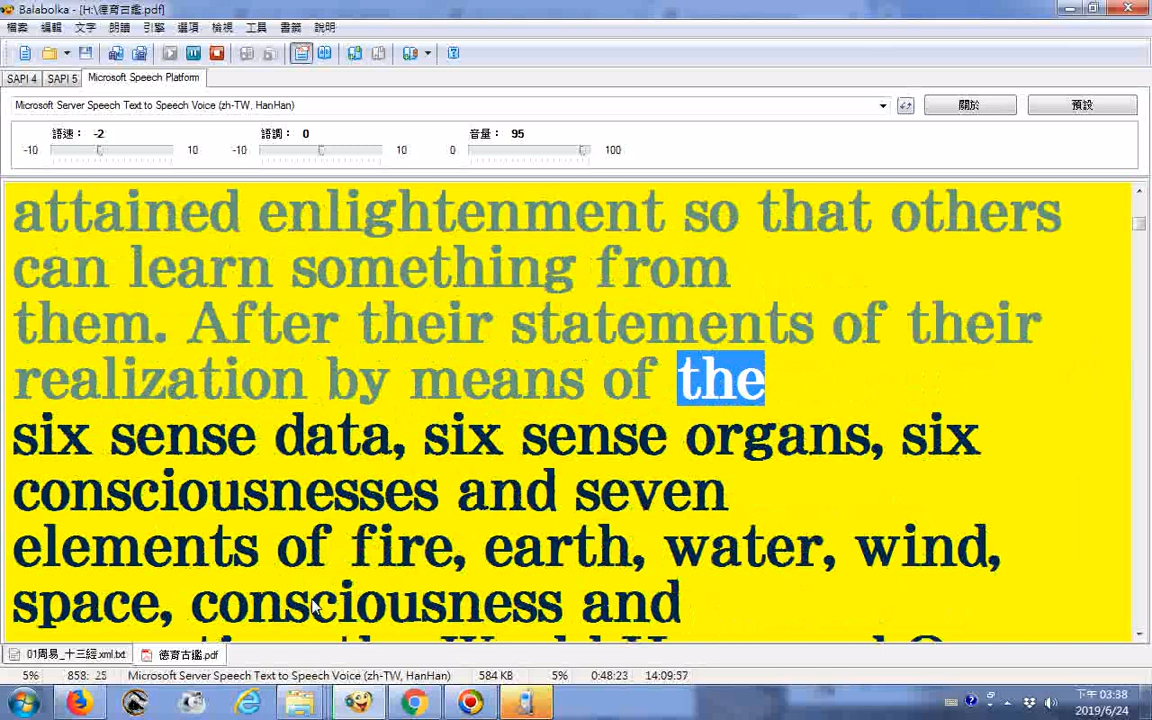 Balabolka - [H:\德育古鑑.pdf]
檔案 編輯 文字 朗讀 引擎 選項 檢視 工具 書籤 說明
SAPI 4 SAPI 5 Microsoft Speech Platform
Microsoft Server Speech Text to Speech Voice (zh-TW, HanHan) 關於 預設
語速： -2 語調： 0 音量： 95
-10 10 -10 10 0 100
attained enlightenment so that others
can learn something from
them. After their statements of their
realization by means of the
six sense data, six sense organs, six
consciousnesses and seven
elements of fire, earth, water, wind,
space, consciousness and
01周易_十三經.xml.txt 德育古鑑.pdf
5% 858: 25 Microsoft Server Speech Text to Speech Voice (zh-TW, HanHan) 584 KB 5% 0:48:23 14:09:57
下午 03:38
2019/6/24